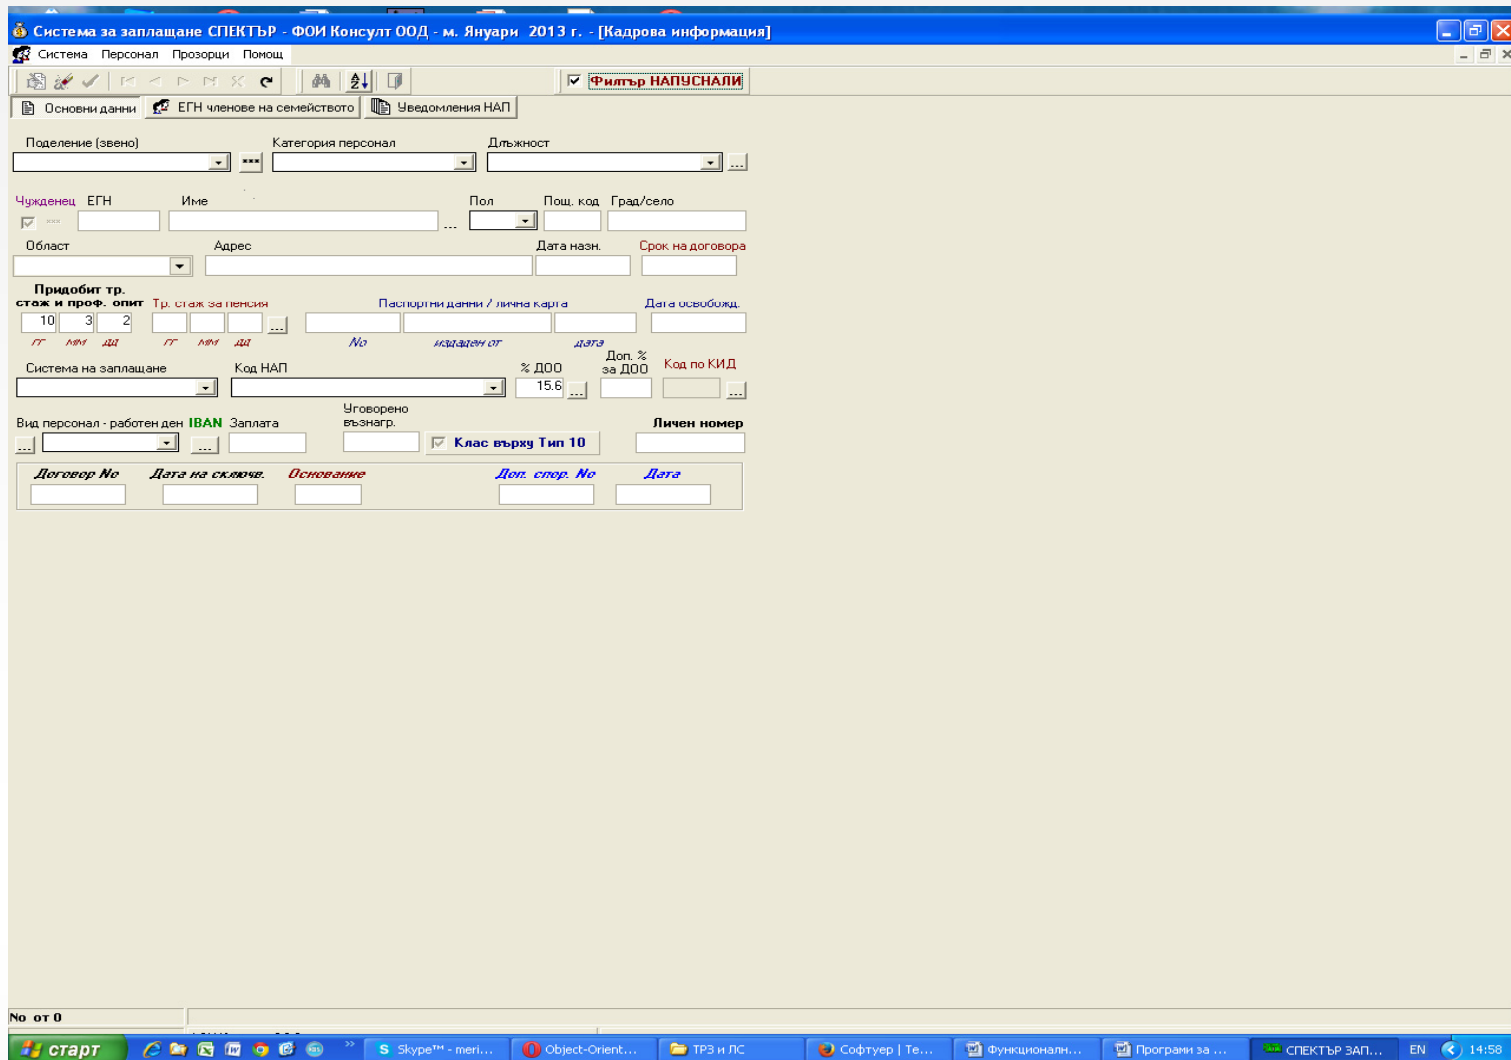 Система за заплащане СПЕКТЪР - ФОИ Консулт ООД - м. Януари 2013 г. - [Кадрова информация]
Система Персонал Прозорци Помощ
Филтър НАПУСНАЛИ
Основни данни ЕГН членове на семейството Уведомления НАП
Поделение (звено) Категория персонал Длъжност
Чужденец ЕГН Име Пол Пощ. код Град/село
Област Адрес Дата назн. Срок на договора
Придобит тр.
стаж и проф. опит Тр. стаж за пенсия Паспортни данни / лична карта Дата освобожд.
10 3 2
гг мм дд гг мм дд No издаден от дата
Система на заплащане Код НАП % ДОО Доп. % за ДОО Код по КИД
15.6
Вид персонал - работен ден IBAN Заплата Уговорено възнагр. Личен номер
Клас върху Тип 10
Договор No Дата на сключв. Основание Доп. спор. No Дата
No от 0
старт Skype™ - meri... Object-Orient... ТРЗ и ЛС Софтуер | Те... Функционалн... Програми за ... СПЕКТЪР ЗАП... EN 14:58